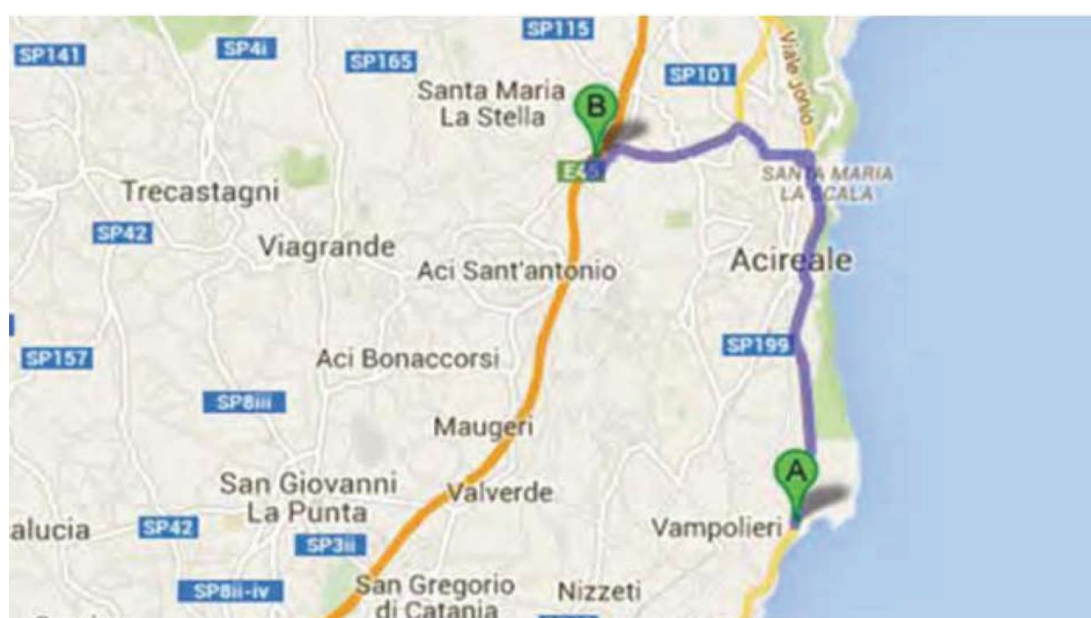 SP115
SP141
SP4i
SP165
SP101
Viale Jonio
Santa Maria
La Stella
B
E45
SANTA MARIA
LA SCALA
Trecastagni
SP42
Viagrande
Acireale
Aci Sant'antonio
SP199
SP157
Aci Bonaccorsi
SP8iii
Maugeri
A
San Giovanni
La Punta
Valverde
alucia
SP42
Vampolieri
SP3ii
SP8ii-iv
San Gregorio
di Catania
Nizzeti